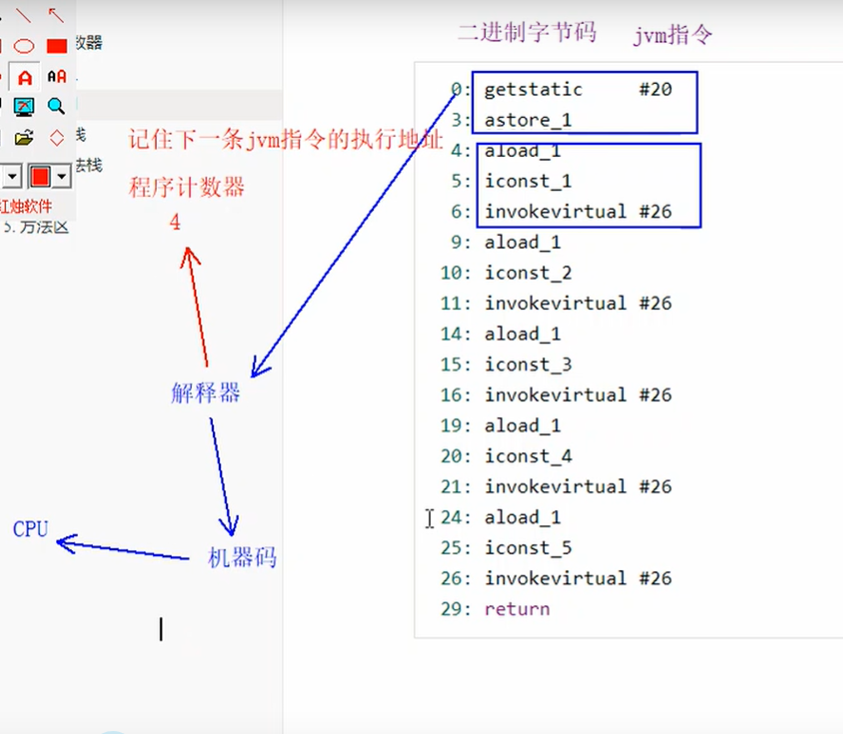 二进制字节码 jvm指令
数器
A AA
栈
法栈
红烛软件
5. 方法区
记住下一条jvm指令的执行地址
程序计数器
4
解释器
机器码
CPU
0: getstatic #20
3: astore_1
4: aload_1
5: iconst_1
6: invokevirtual #26
9: aload_1
10: iconst_2
11: invokevirtual #26
14: aload_1
15: iconst_3
16: invokevirtual #26
19: aload_1
20: iconst_4
21: invokevirtual #26
24: aload_1
25: iconst_5
26: invokevirtual #26
29: return